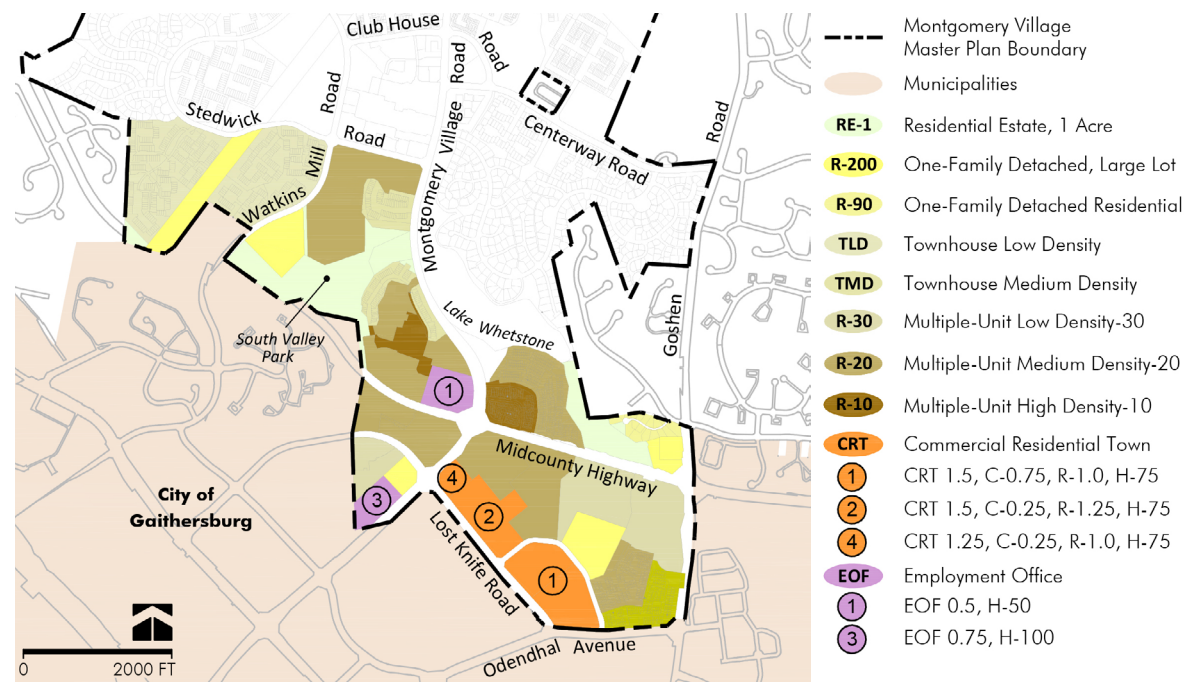 Club House
Road
Road
Road
Stedwick
Road
Mill
Watkins
Montgomery Village
Centerway Road
Road
Goshen
Lake Whetstone
South Valley
Park
1
Midcounty Highway
4
3
2
1
Lost Knife Road
City of
Gaithersburg
Odendhal Avenue
0
2000 FT
Montgomery Village
Master Plan Boundary
Municipalities
RE-1 Residential Estate, 1 Acre
R-200 One-Family Detached, Large Lot
R-90 One-Family Detached Residential
TLD Townhouse Low Density
TMD Townhouse Medium Density
R-30 Multiple-Unit Low Density-30
R-20 Multiple-Unit Medium Density-20
R-10 Multiple-Unit High Density-10
CRT Commercial Residential Town
1 CRT 1.5, C-0.75, R-1.0, H-75
2 CRT 1.5, C-0.25, R-1.25, H-75
4 CRT 1.25, C-0.25, R-1.0, H-75
EOF Employment Office
1 EOF 0.5, H-50
3 EOF 0.75, H-100